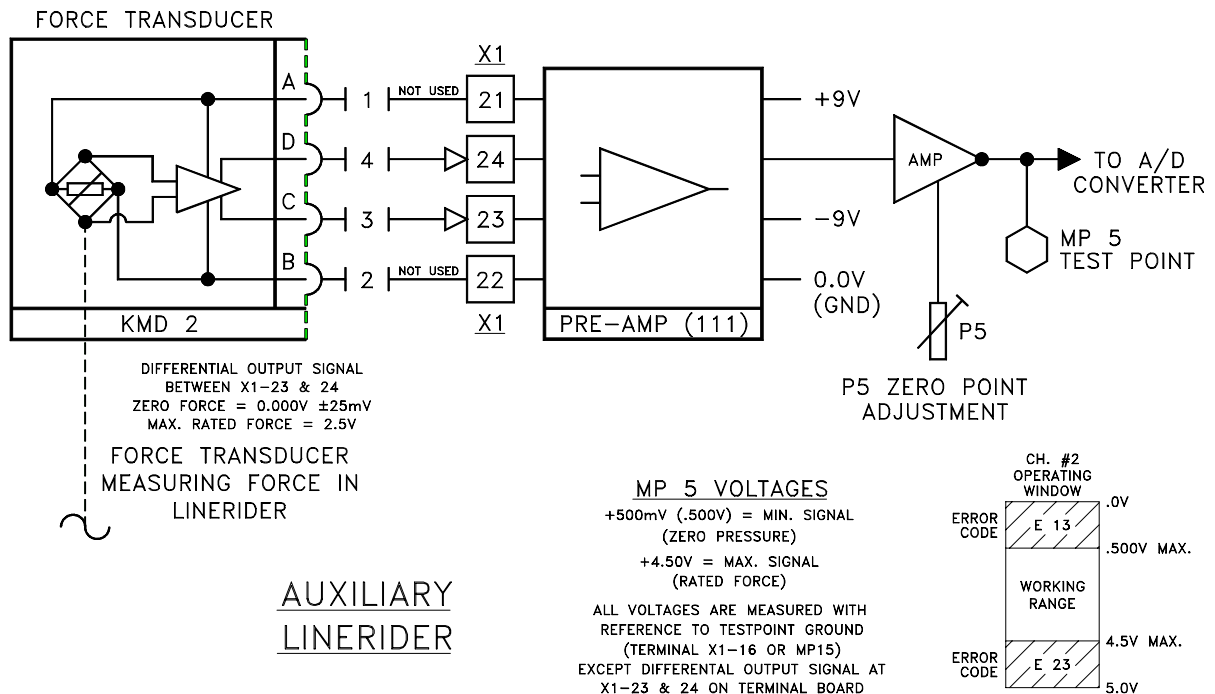 FORCE TRANSDUCER
A
D
C
B
KMD 2
1
4
3
2
NOT USED
NOT USED
X1
21
24
23
22
X1
PRE-AMP (111)
+9V
-9V
0.0V
(GND)
AMP
TO A/D
CONVERTER
MP 5
TEST POINT
P5
P5 ZERO POINT
ADJUSTMENT
DIFFERENTIAL OUTPUT SIGNAL
BETWEEN X1-23 & 24
ZERO FORCE = 0.000V ±25mV
MAX. RATED FORCE = 2.5V
FORCE TRANSDUCER
MEASURING FORCE IN
LINERIDER
AUXILIARY
LINERIDER
MP 5 VOLTAGES
+500mV (.500V) = MIN. SIGNAL
(ZERO PRESSURE)
+4.50V = MAX. SIGNAL
(RATED FORCE)
ALL VOLTAGES ARE MEASURED WITH
REFERENCE TO TESTPOINT GROUND
(TERMINAL X1-16 OR MP15)
EXCEPT DIFFERENTAL OUTPUT SIGNAL AT
X1-23 & 24 ON TERMINAL BOARD
CH. #2
OPERATING
WINDOW
.0V
ERROR
CODE
E 13
.500V MAX.
WORKING
RANGE
4.5V MAX.
ERROR
CODE
E 23
5.0V